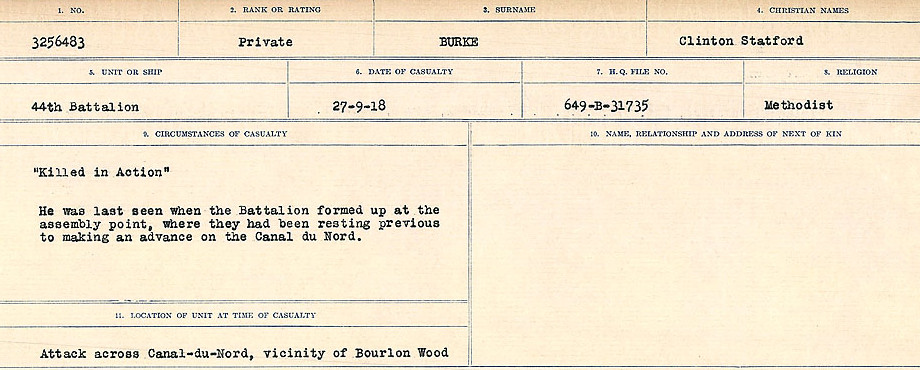 1. NO. 2. RANK OR RATING 3. SURNAME 4. CHRISTIAN NAMES
3256483 Private BURKE Clinton Statford
5. UNIT OR SHIP 6. DATE OF CASUALTY 7. H.Q. FILE NO. 8. RELIGION
44th Battalion 27-9-18 649-B-31735 Methodist
9. CIRCUMSTANCES OF CASUALTY 10. NAME, RELATIONSHIP AND ADDRESS OF NEXT OF KIN
"Killed in Action"
He was last seen when the Battalion formed up at the
assembly point, where they had been resting previous
to making an advance on the Canal du Nord.
11. LOCATION OF UNIT AT TIME OF CASUALTY
Attack across Canal-du-Nord, vicinity of Bourlon Wood